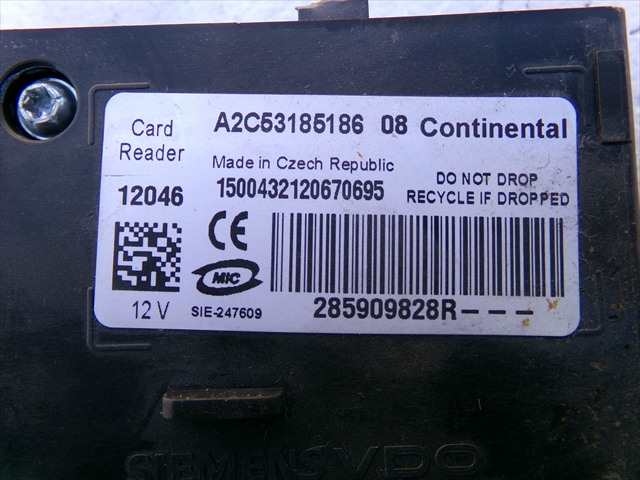 Card Reader
A2C53185186 08 Continental
Made in Czech Republic
12046
1500432120670695
DO NOT DROP
RECYCLE IF DROPPED
CE
MIC
12 V
SIE-247609
285909828R---
SIEMENS VDO